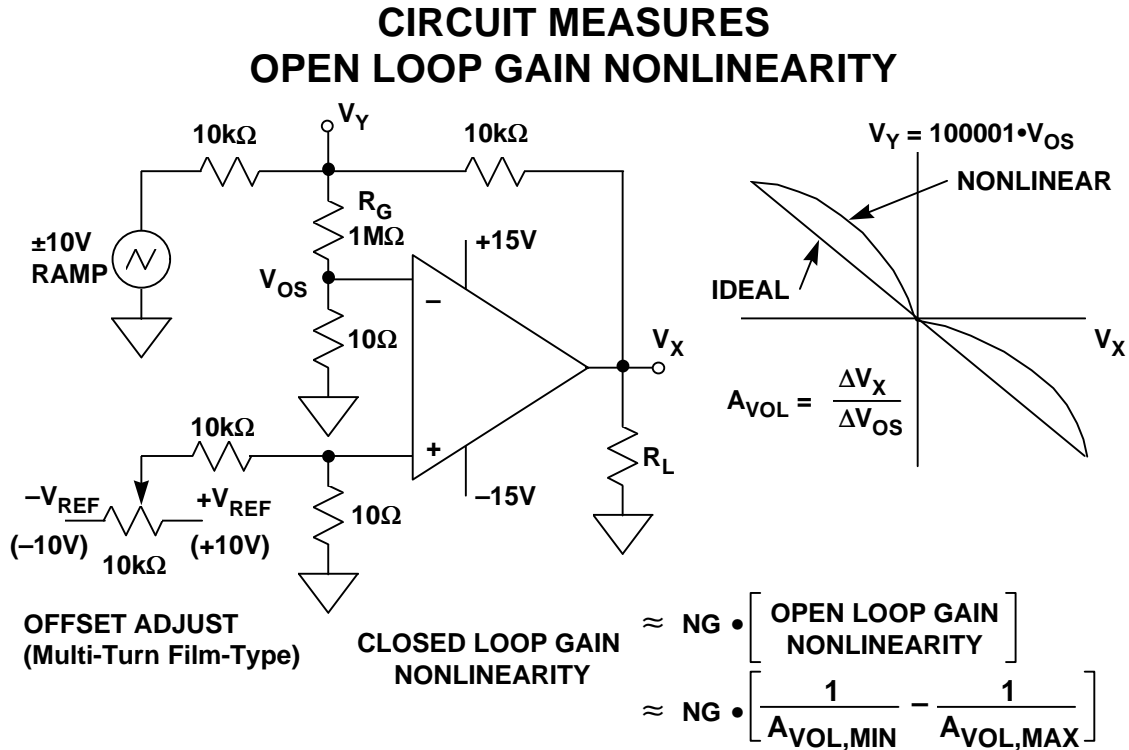 CIRCUIT MEASURES
OPEN LOOP GAIN NONLINEARITY
V_Y
10kΩ
10kΩ
V_Y = 100001•V_OS
NONLINEAR
R_G
1MΩ
+15V
±10V
RAMP
V_OS
–
IDEAL
10Ω
V_X
V_X
A_VOL = ΔV_X / ΔV_OS
10kΩ
+
R_L
–V_REF
+V_REF
10Ω
–15V
(–10V)
(+10V)
10kΩ
OFFSET ADJUST
(Multi-Turn Film-Type)
CLOSED LOOP GAIN
NONLINEARITY
≈ NG • [ OPEN LOOP GAIN
NONLINEARITY ]
≈ NG • [ 1 / A_VOL,MIN – 1 / A_VOL,MAX ]